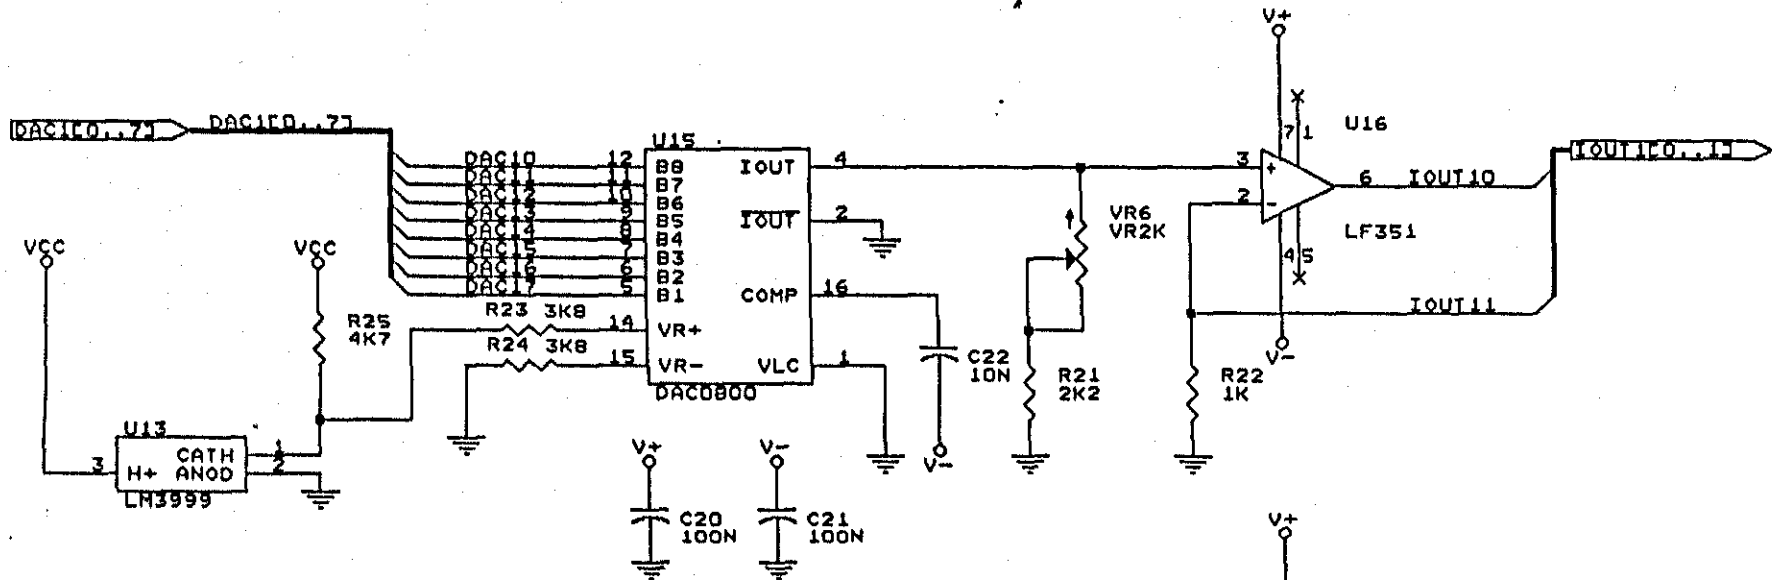 V+
7 1
U16
DAC1[0..7]
DAC1[0..7]
U15
IOUT1[0..1]
DAC10 12 B8 IOUT 4
3 +
DAC11 11 B7
6 IOUT10
DAC12 10 B6
2 -
DAC13 9 B5 IOUT 2
VR6
VR2K
DAC14 8 B4
LF351
DAC15 7 B3
4 5
VCC
VCC
DAC16 6 B2
DAC17 5 B1 COMP 16
IOUT11
R23 3K8
14 VR+
R25
4K7
R24 3K8
15 VR- VLC 1
V-
C22
10N
R21
2K2
R22
1K
DAC0800
U13
CATH 1
3 H+ ANOD 2
LM3999
V+
V-
V-
C20
100N
C21
100N
V+